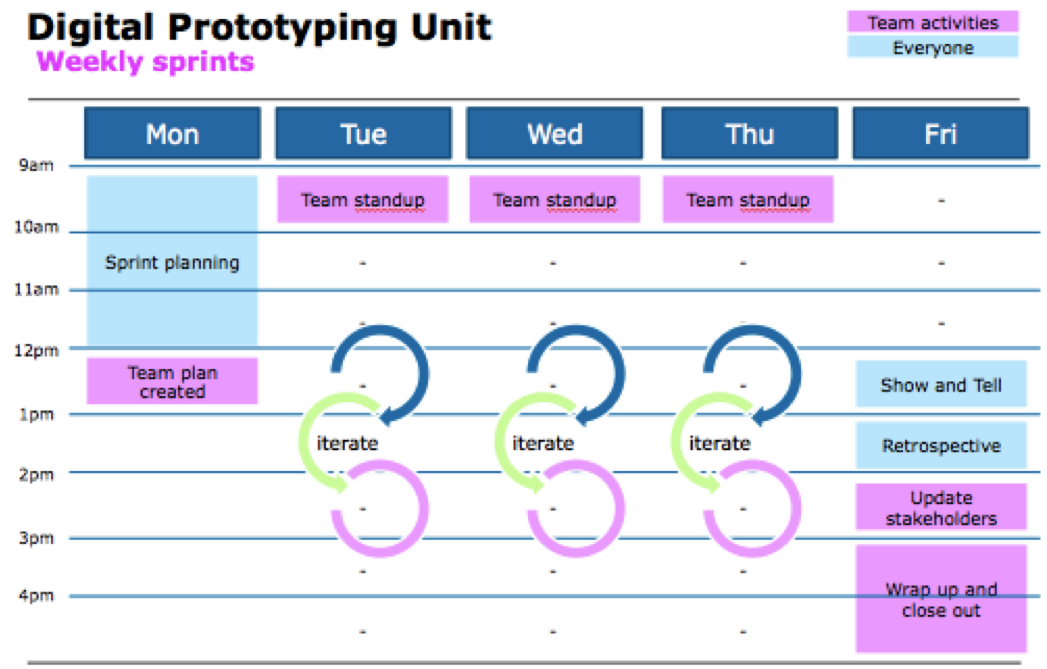 Digital Prototyping Unit
Weekly sprints
Team activities
Everyone
Mon Tue Wed Thu Fri
9am
Team standup Team standup Team standup -
10am
Sprint planning - - - -
11am
- - - -
12pm
Team plan
created
- - - Show and Tell
1pm
iterate iterate iterate Retrospective
2pm
- - - Update
stakeholders
3pm
- - -
4pm
Wrap up and
close out
- - -